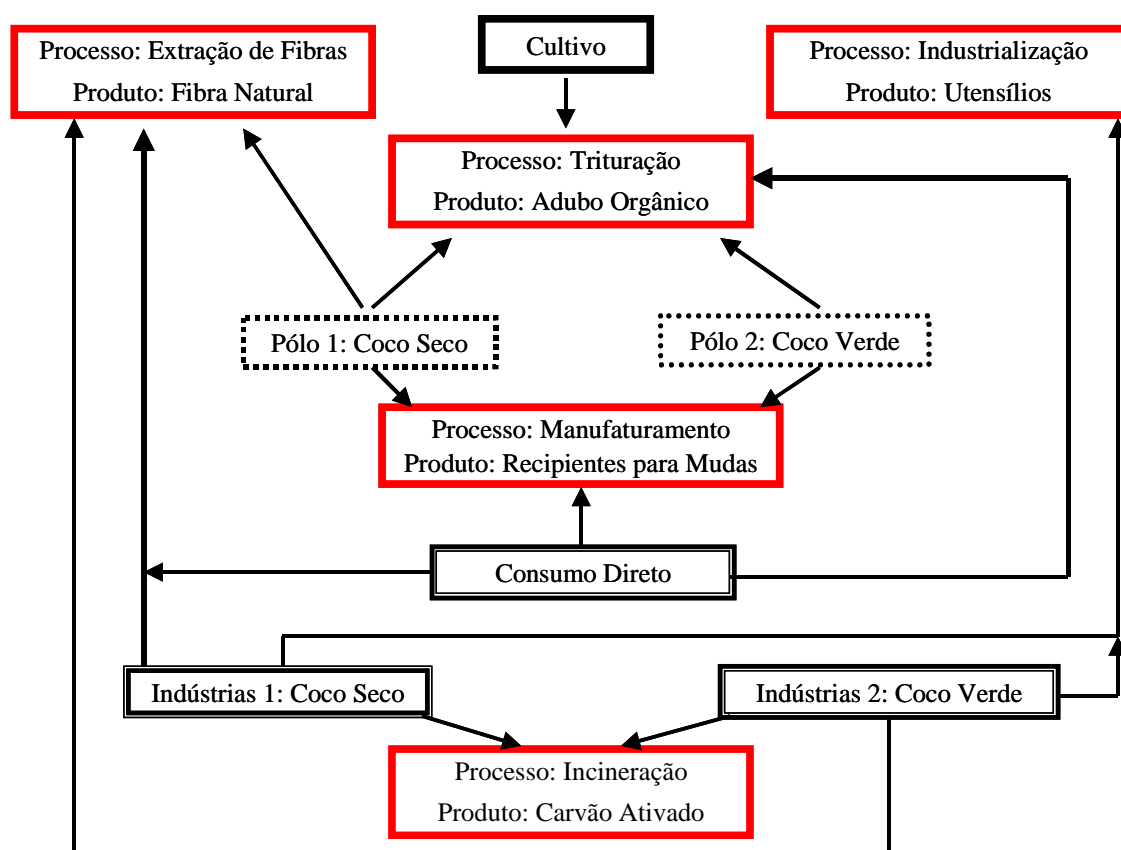 Processo: Extração de Fibras
Produto: Fibra Natural
Cultivo
Processo: Industrialização
Produto: Utensílios
Processo: Trituração
Produto: Adubo Orgânico
Pólo 1: Coco Seco
Pólo 2: Coco Verde
Processo: Manufaturamento
Produto: Recipientes para Mudas
Consumo Direto
Indústrias 1: Coco Seco
Indústrias 2: Coco Verde
Processo: Incineração
Produto: Carvão Ativado